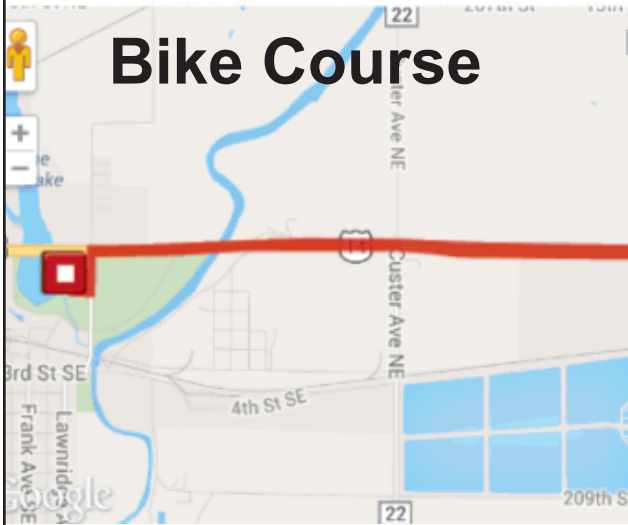 22
Bike Course
Custer Ave NE
14
Custer Ave NE
3rd St SE
4th St SE
Frank Ave SE
Google
209th S
22